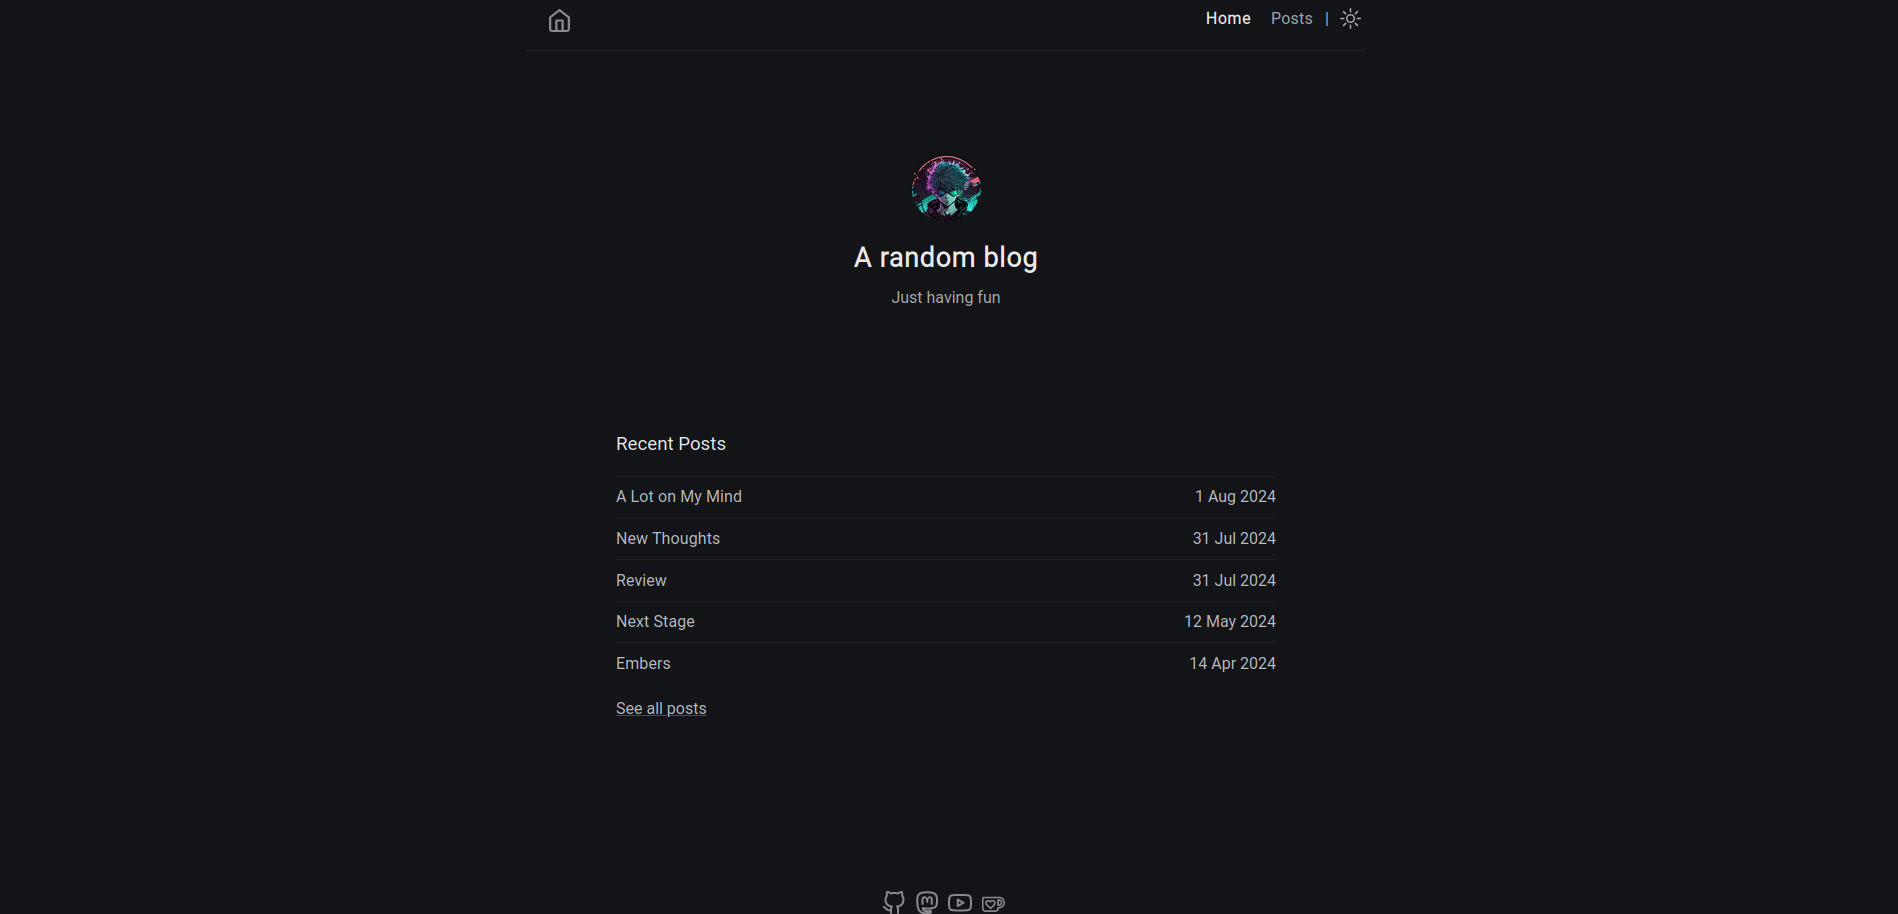 Home Posts |
A random blog
Just having fun
Recent Posts
A Lot on My Mind 1 Aug 2024
New Thoughts 31 Jul 2024
Review 31 Jul 2024
Next Stage 12 May 2024
Embers 14 Apr 2024
See all posts